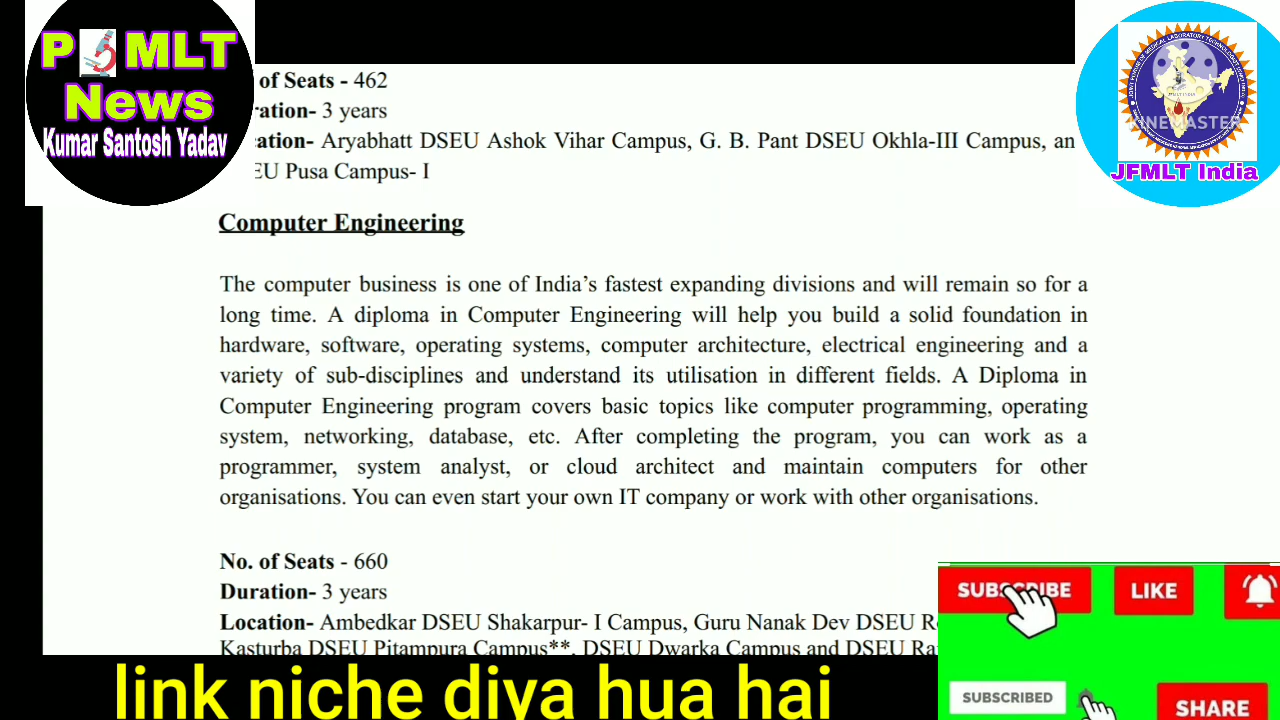 P MLT
News
Kumar Santosh Yadav
JFMLT India
KINEMASTER
of Seats - 462
ration- 3 years
ation- Aryabhatt DSEU Ashok Vihar Campus, G. B. Pant DSEU Okhla-III Campus, an
EU Pusa Campus- I
Computer Engineering
The computer business is one of India's fastest expanding divisions and will remain so for a
long time. A diploma in Computer Engineering will help you build a solid foundation in
hardware, software, operating systems, computer architecture, electrical engineering and a
variety of sub-disciplines and understand its utilisation in different fields. A Diploma in
Computer Engineering program covers basic topics like computer programming, operating
system, networking, database, etc. After completing the program, you can work as a
programmer, system analyst, or cloud architect and maintain computers for other
organisations. You can even start your own IT company or work with other organisations.
No. of Seats - 660
Duration- 3 years
Location- Ambedkar DSEU Shakarpur- I Campus, Guru Nanak Dev DSEU
Kasturba DSEU Pitampura Campus**, DSEU Dwarka Campus and DSEU
SUBSCRIBE
LIKE
SUBSCRIBED
SHARE
link niche diya hua hai